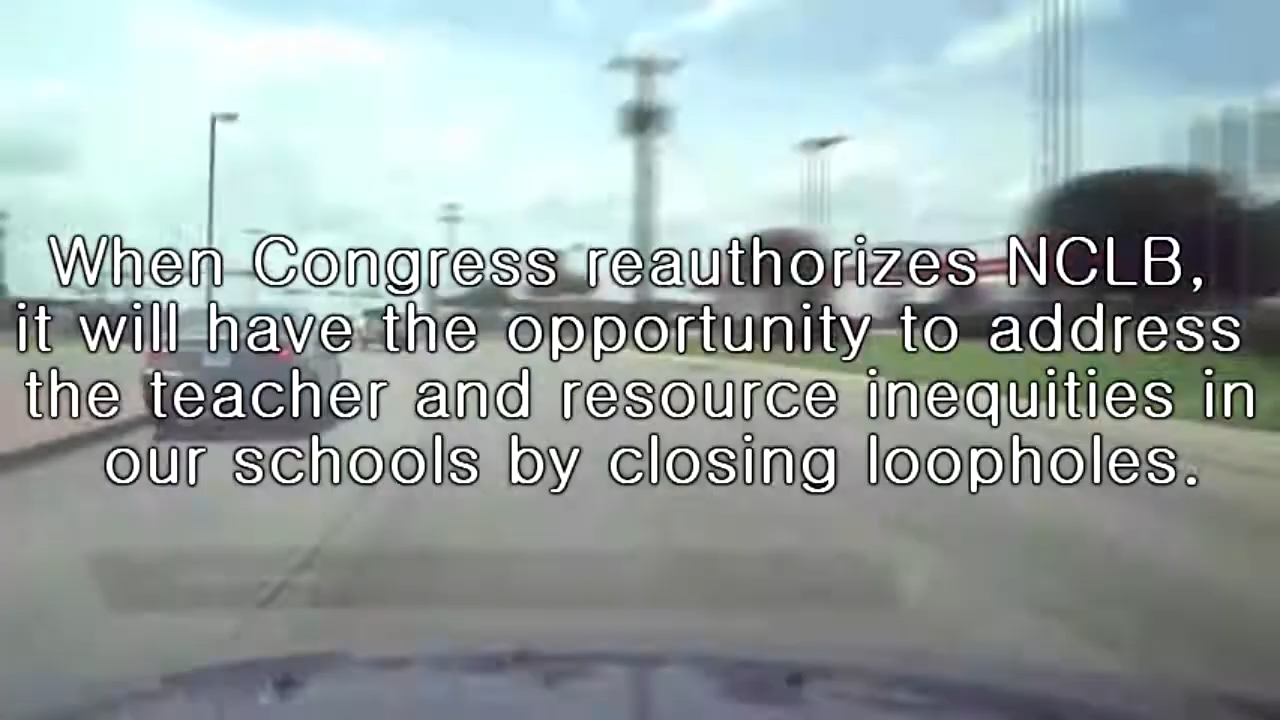 When Congress reauthorizes NCLB,
it will have the opportunity to address
the teacher and resource inequities in
our schools by closing loopholes.